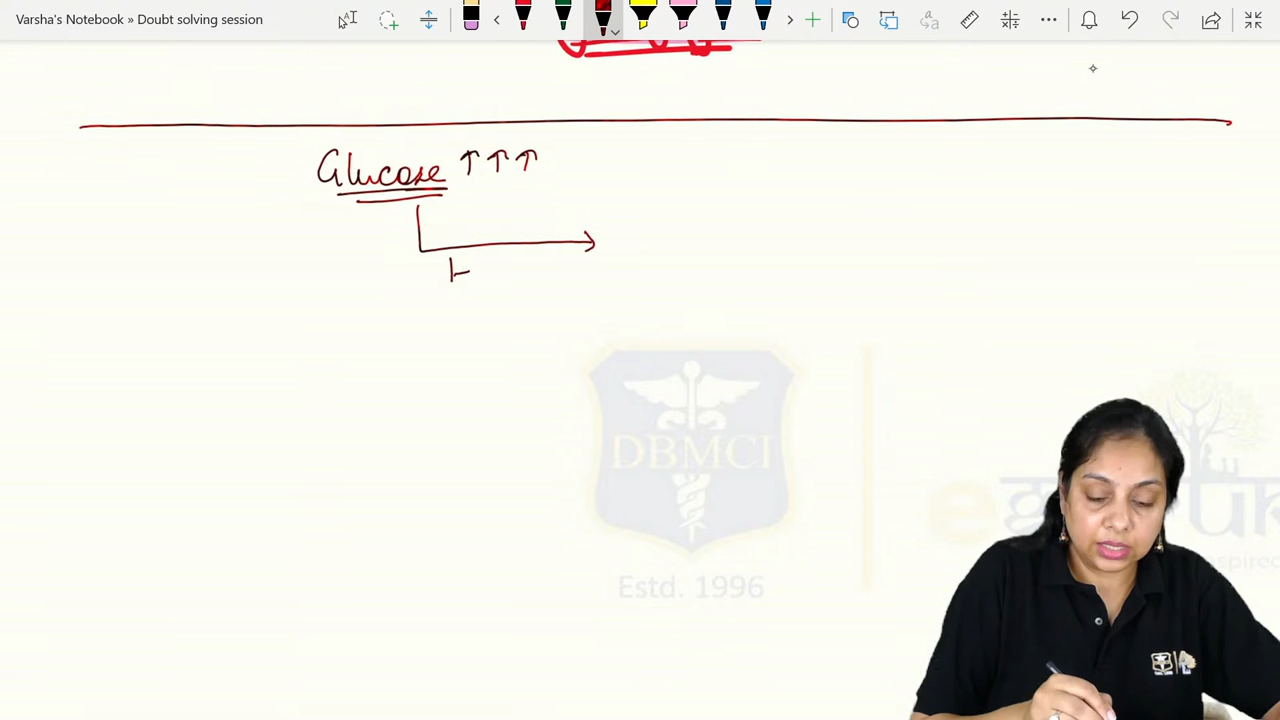 Varsha's Notebook » Doubt solving session
Glucose ↑ ↑ ↑
DBMCI
Estd. 1996